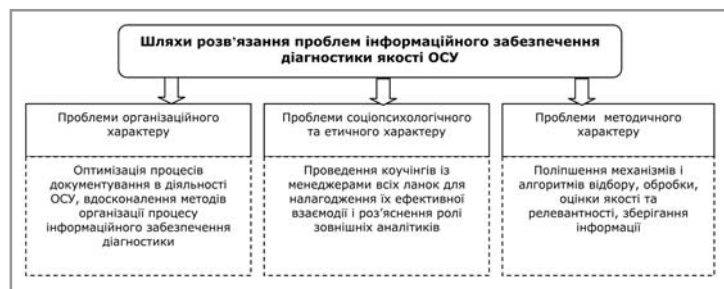 Шляхи розв'язання проблем інформаційного забезпечення
діагностики якості ОСУ
Проблеми організаційного
характеру
Оптимізація процесів
документування в діяльності
ОСУ, вдосконалення методів
організації процесу
інформаційного забезпечення
діагностики
Проблеми соціопсихологічного
та етичного характеру
Проведення коучингів із
менеджерами всіх ланок для
налагодження їх ефективної
взаємодії і роз'яснення ролі
зовнішніх аналітиків
Проблеми методичного
характеру
Поліпшення механізмів і
алгоритмів відбору, обробки,
оцінки якості та
релевантності, зберігання
інформації